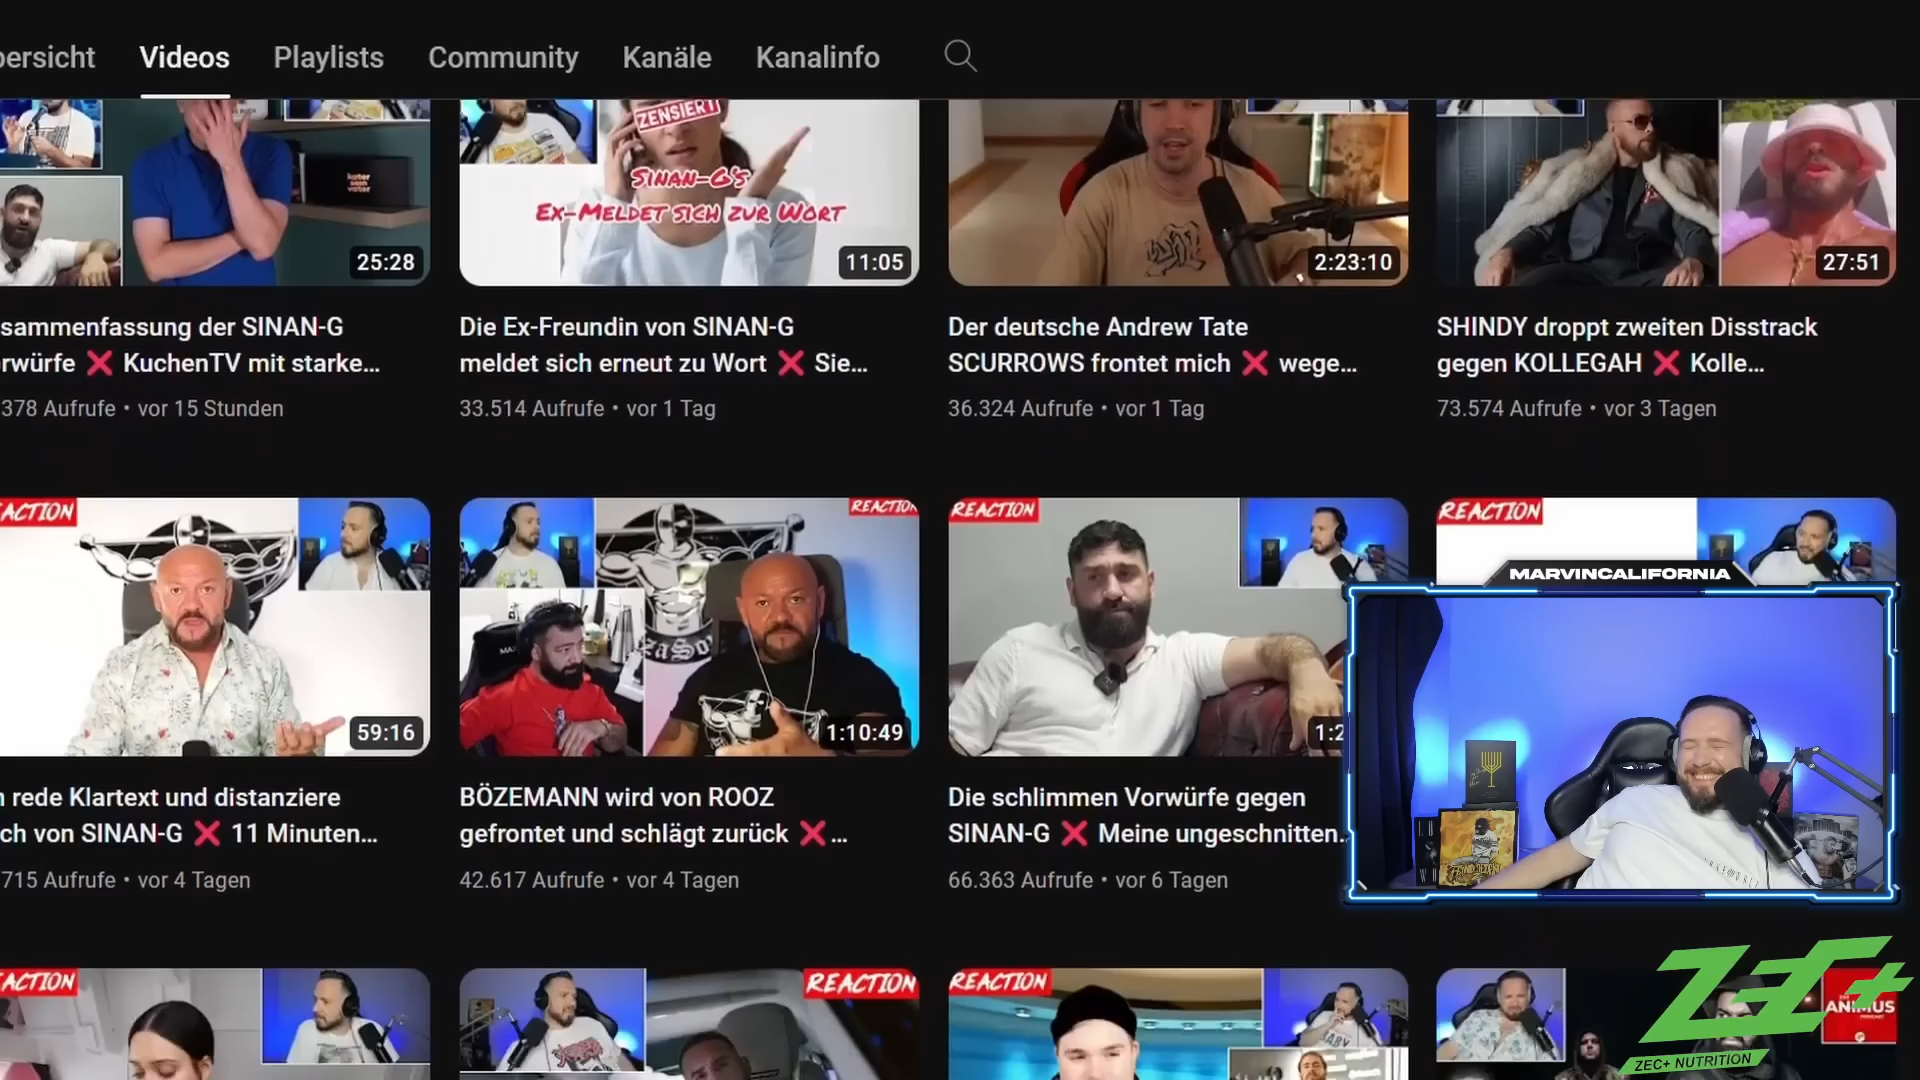 bersicht Videos Playlists Community Kanäle Kanalinfo
ZENSIERT
SINAN-G'S
EX-MELDET SICH ZUR WORT
25:28
11:05
2:23:10
27:51
sammenfassung der SINAN-G
rwürfe ❌ KuchenTV mit starke...
378 Aufrufe • vor 15 Stunden
Die Ex-Freundin von SINAN-G
meldet sich erneut zu Wort ❌ Sie...
33.514 Aufrufe • vor 1 Tag
Der deutsche Andrew Tate
SCURROWS frontet mich ❌ wege...
36.324 Aufrufe • vor 1 Tag
SHINDY droppt zweiten Disstrack
gegen KOLLEGAH ❌ Kolle...
73.574 Aufrufe • vor 3 Tagen
ACTION
REACTION
REACTION
REACTION
59:16
1:10:49
1:2
rede Klartext und distanziere
ch von SINAN-G ❌ 11 Minuten...
715 Aufrufe • vor 4 Tagen
BÖZEMANN wird von ROOZ
gefrontet und schlägt zurück ❌...
42.617 Aufrufe • vor 4 Tagen
Die schlimmen Vorwürfe gegen
SINAN-G ❌ Meine ungeschnitten..
66.363 Aufrufe • vor 6 Tagen
MARVINCALIFORNIA
ACTION
REACTION
REACTION
ANIMUS
ZEC+
ZEC+ NUTRITION